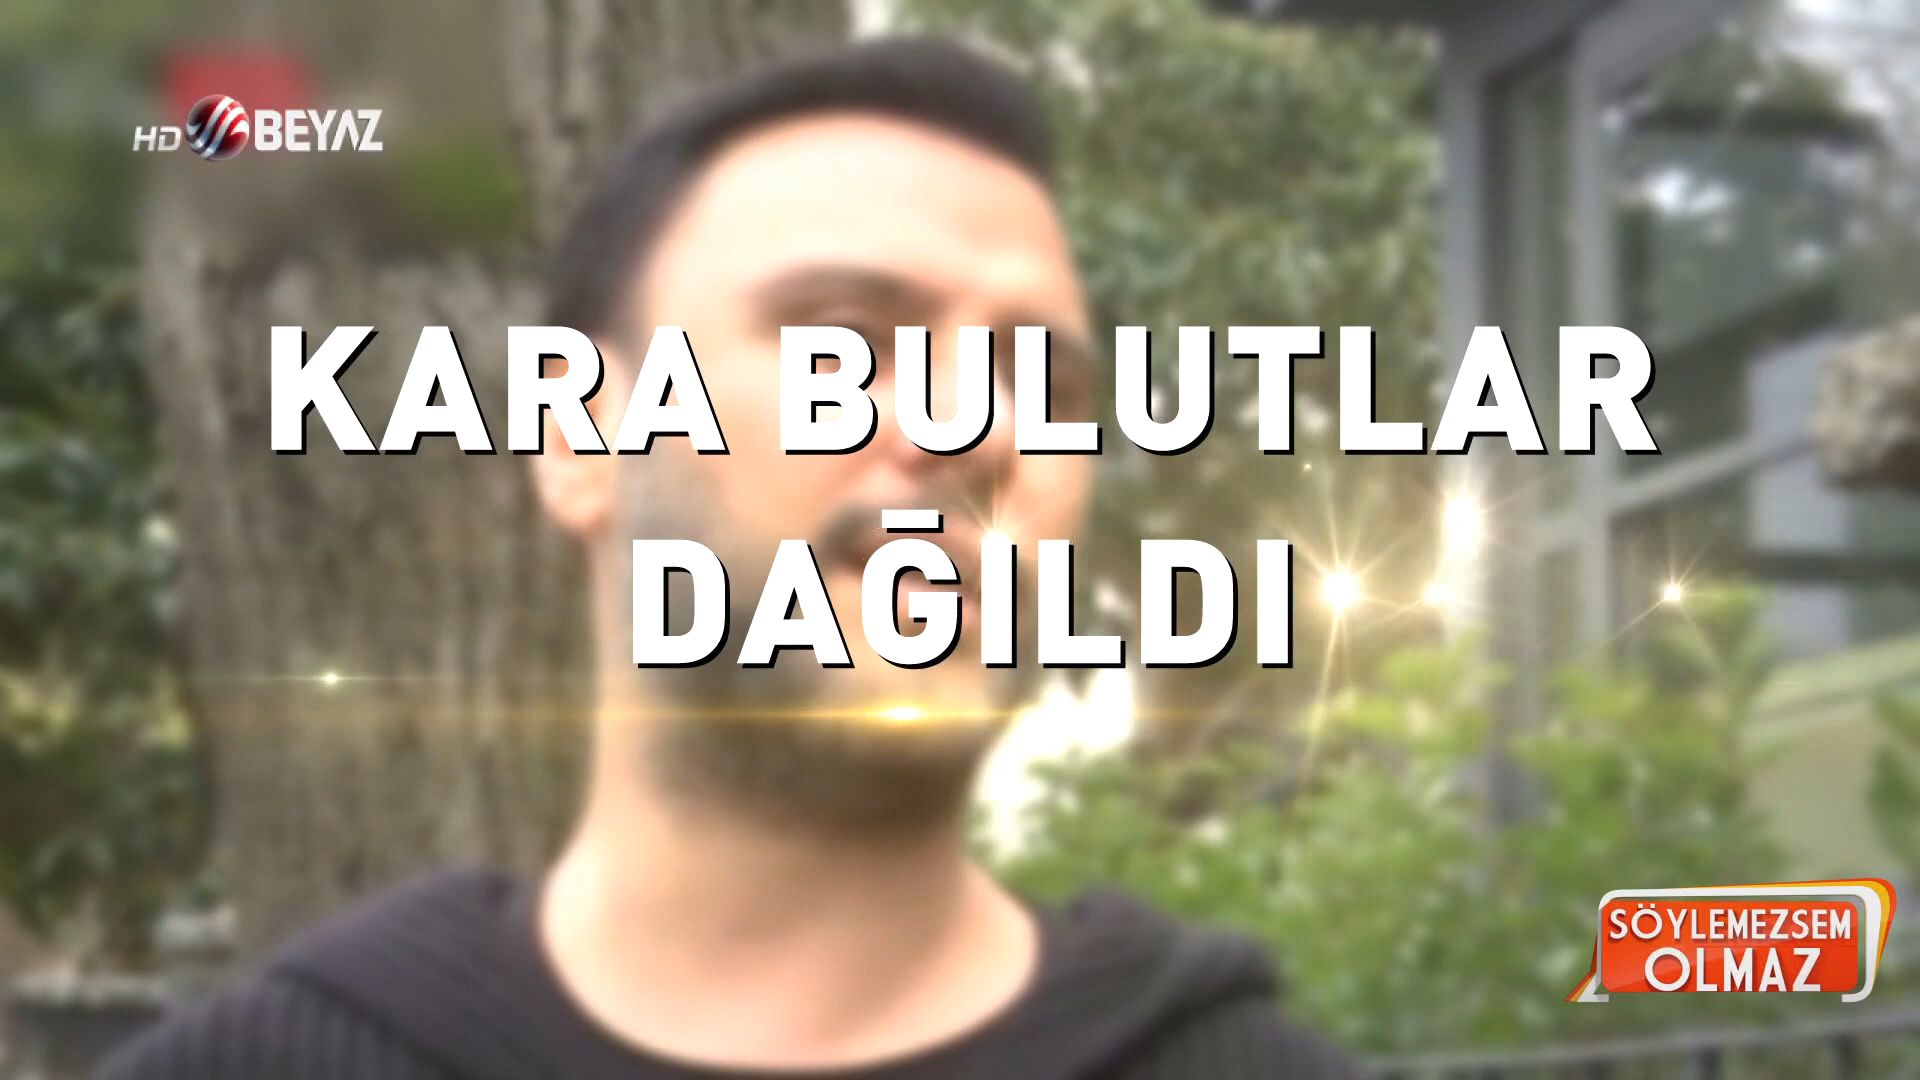 HD BEYAZ
KARA BULUTLAR
DAĞILDI
SÖYLEMEZSEM
OLMAZ